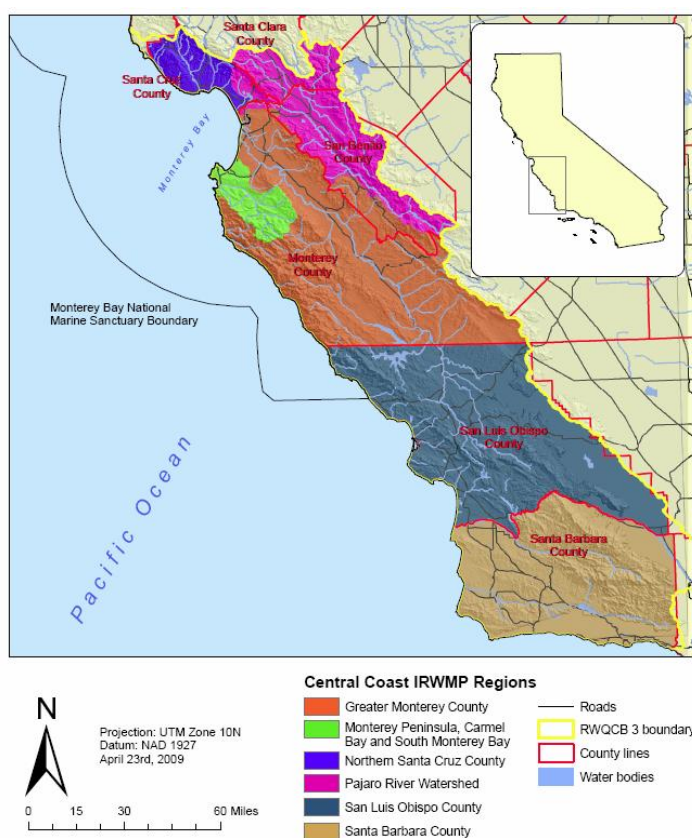 Santa Clara
County
Santa Cruz
County
Monterey Bay
San Benito
County
Monterey
County
Monterey Bay National
Marine Sanctuary Boundary
San Luis Obispo
County
Pacific Ocean
Santa Barbara
County
N
Projection: UTM Zone 10N
Datum: NAD 1927
April 23rd, 2009
0 15 30 60 Miles
Central Coast IRWMP Regions
Greater Monterey County
Monterey Peninsula, Carmel
Bay and South Monterey Bay
Northern Santa Cruz County
Pajaro River Watershed
San Luis Obispo County
Santa Barbara County
Roads
RWQCB 3 boundary
County lines
Water bodies